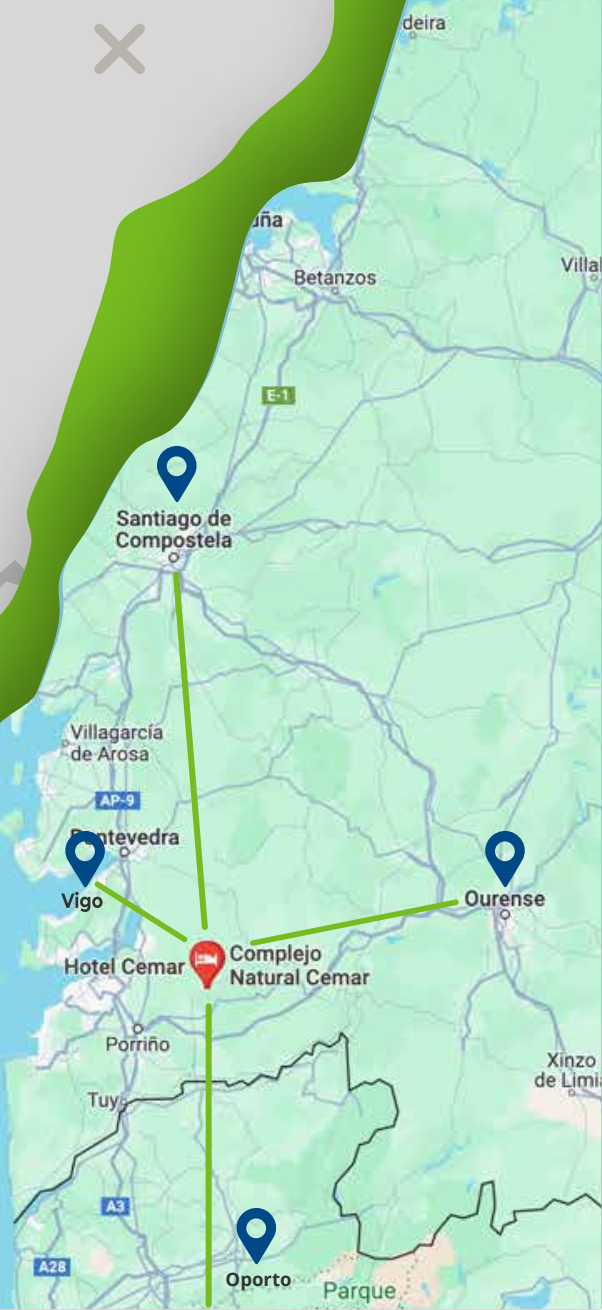 deira
uña
Betanzos
Villal
E-1
Santiago de
Compostela
Villagarcía
de Arosa
AP-9
Pontevedra
Vigo
Ourense
Hotel Cemar
Complejo
Natural Cemar
Porriño
Xinzo
de Limi
Tuy
A3
A28
Oporto
Parque